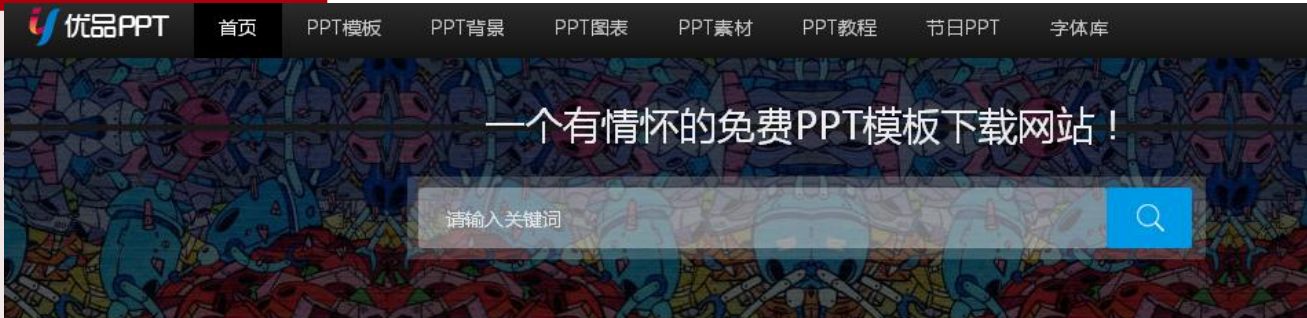 优品PPT 首页 PPT模板 PPT背景 PPT图表 PPT素材 PPT教程 节日PPT 字体库
一个有情怀的免费PPT模板下载网站！
请输入关键词